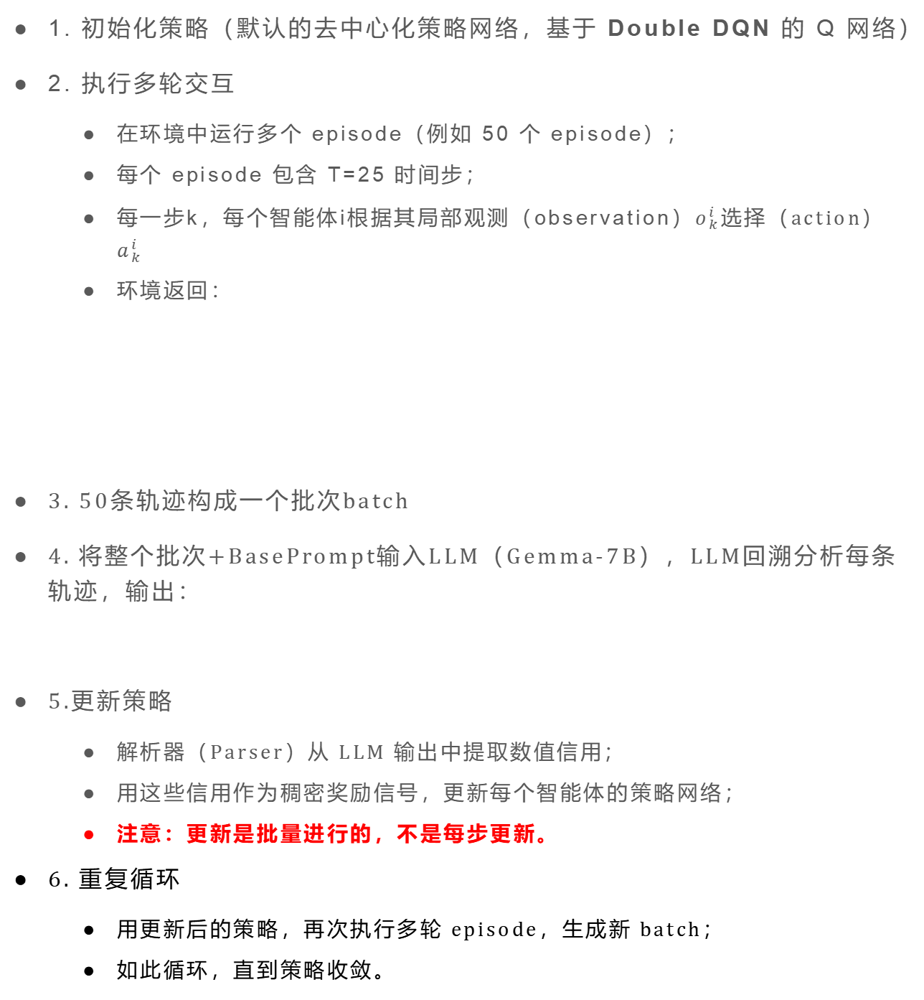 ● 1. 初始化策略（默认的去中心化策略网络，基于 Double DQN 的 Q 网络）
● 2. 执行多轮交互
● 在环境中运行多个 episode（例如 50 个 episode）；
● 每个 episode 包含 T=25 时间步；
● 每一步k，每个智能体i根据其局部观测（observation）$o_k^i$选择（action）
$a_k^i$
● 环境返回：
● 3. 50条轨迹构成一个批次batch
● 4. 将整个批次+BasePrompt输入LLM（Gemma-7B），LLM回溯分析每条
轨迹，输出：
● 5.更新策略
● 解析器（Parser）从 LLM 输出中提取数值信用；
● 用这些信用作为稠密奖励信号，更新每个智能体的策略网络；
● 注意：更新是批量进行的，不是每步更新。
● 6. 重复循环
● 用更新后的策略，再次执行多轮 episode，生成新 batch；
● 如此循环，直到策略收敛。